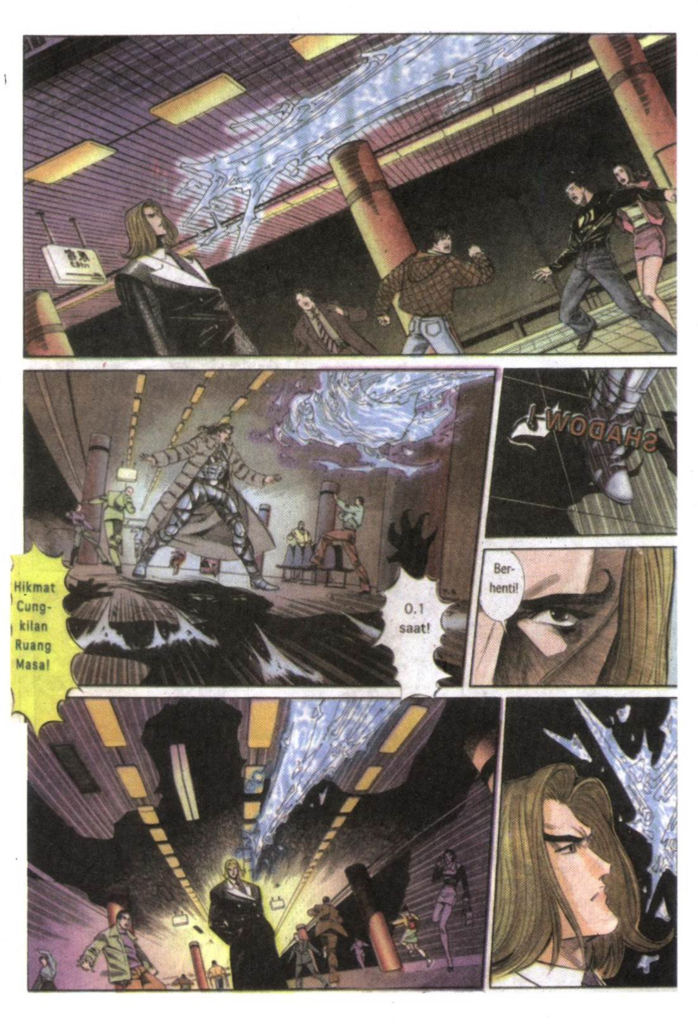 Hikmat
Cung-
kilan
Ruang
Masa!
0.1
saat!
SHADOW!
Ber-
henti!